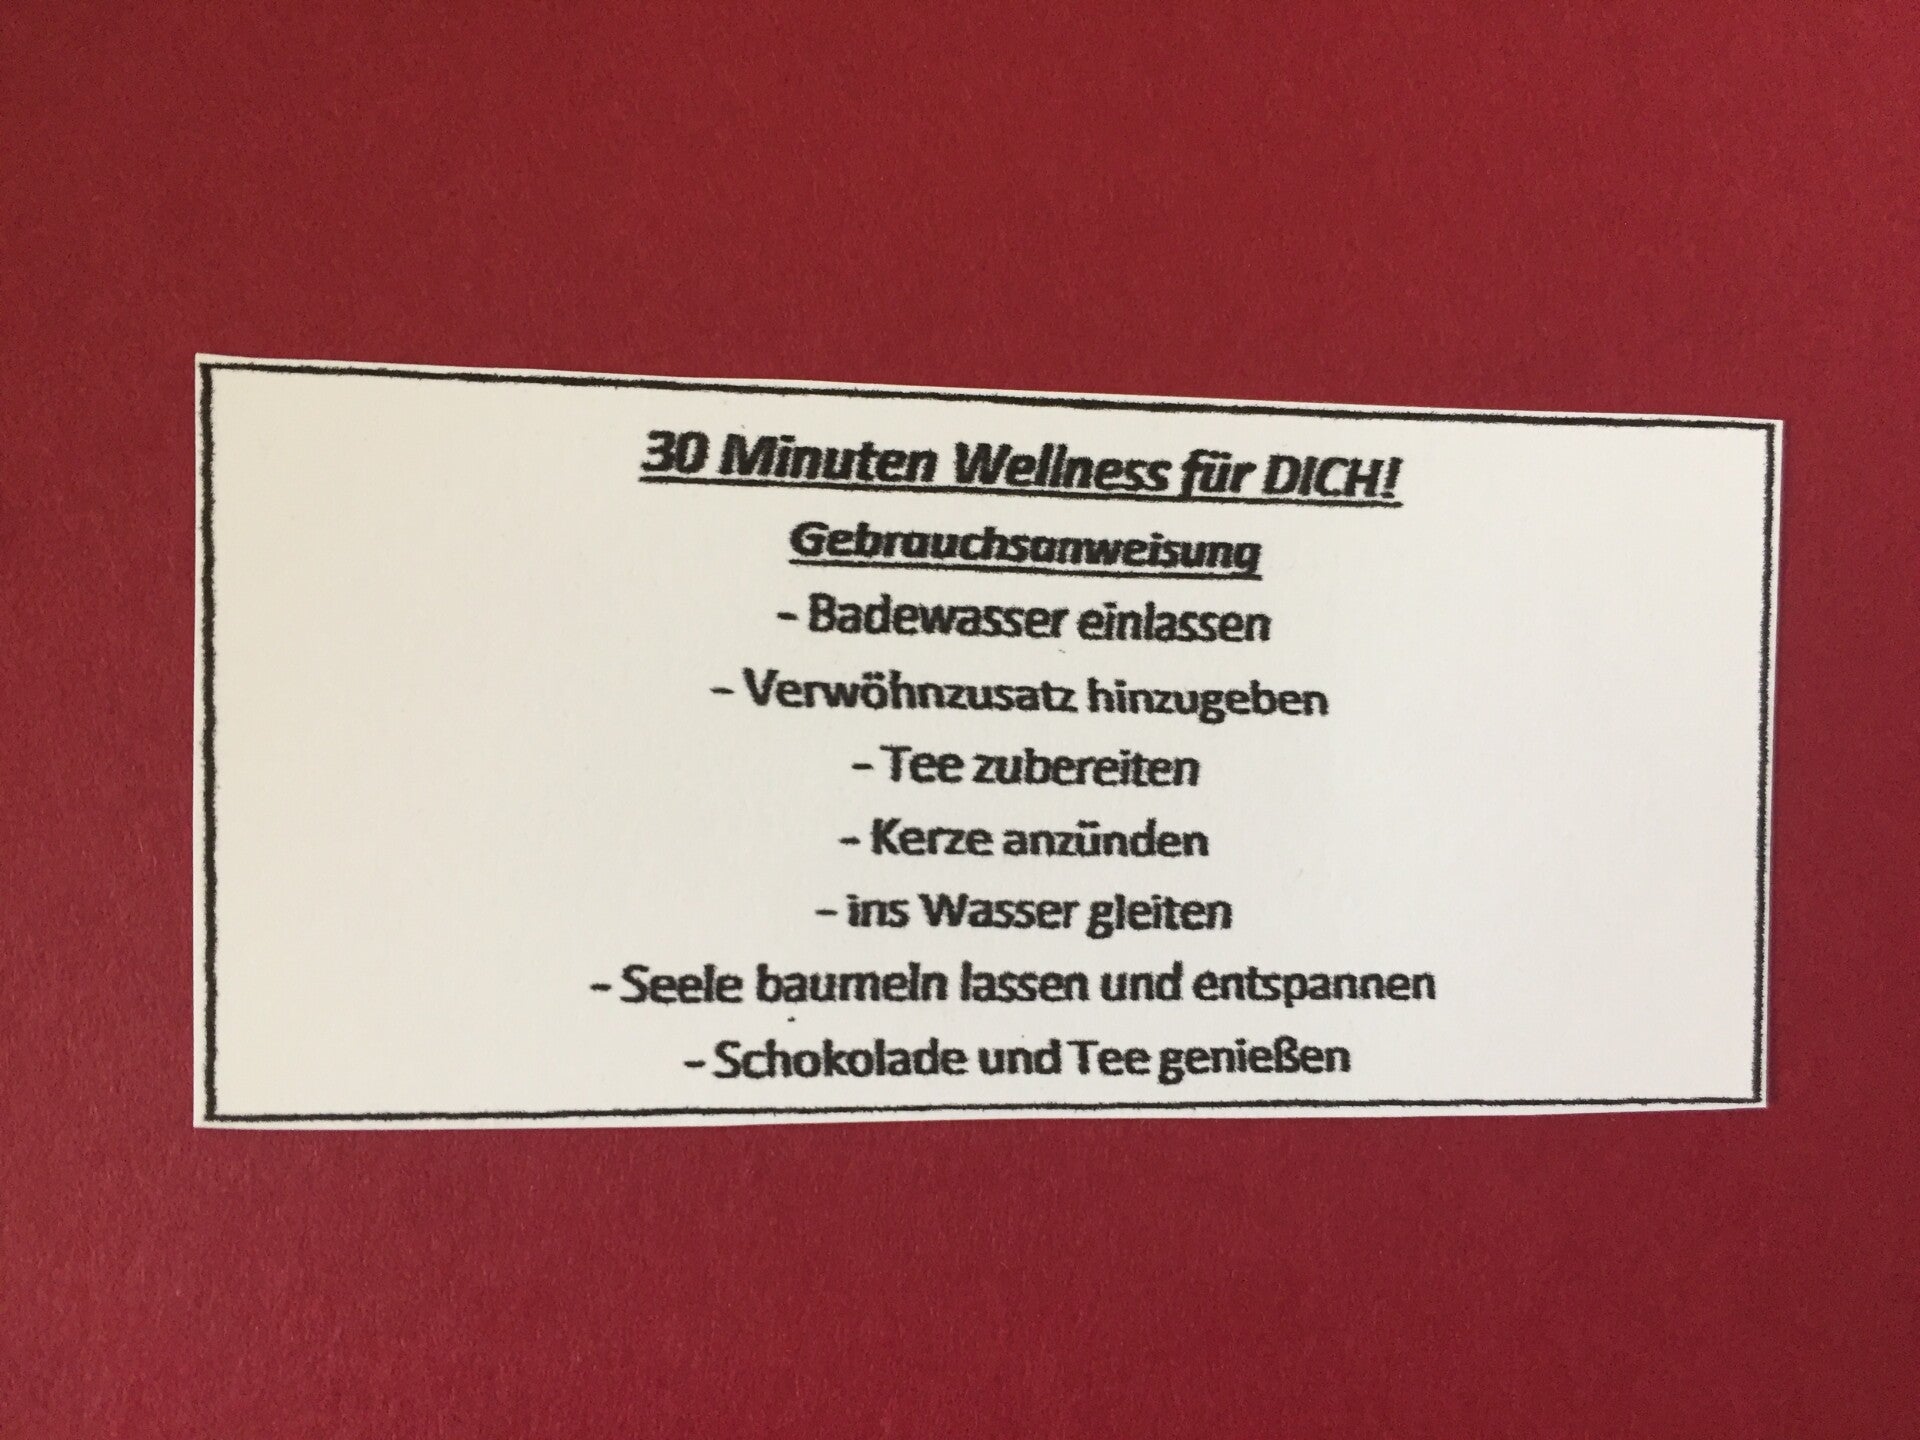 30 Minuten Wellness für DICH!
Gebrauchsanweisung
- Badewasser einlassen
- Verwöhnzusatz hinzugeben
- Tee zubereiten
- Kerze anzünden
- ins Wasser gleiten
- Seele baumeln lassen und entspannen
- Schokolade und Tee genießen